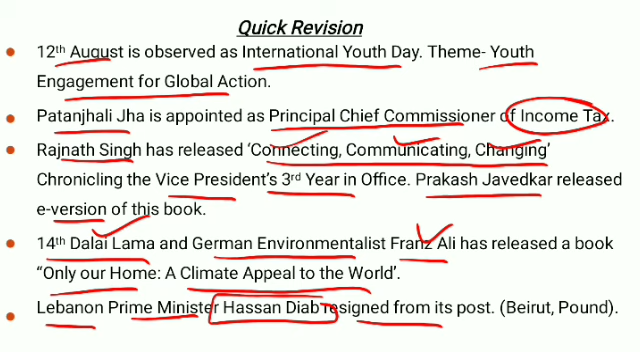 Quick Revision
12th August is observed as International Youth Day. Theme- Youth
Engagement for Global Action.
Patanjhali Jha is appointed as Principal Chief Commissioner of Income Tax.
Rajnath Singh has released ‘Connecting, Communicating, Changing’
Chronicling the Vice President’s 3rd Year in Office. Prakash Javedkar released
e-version of this book.
14th Dalai Lama and German Environmentalist Franz Ali has released a book
“Only our Home: A Climate Appeal to the World’.
Lebanon Prime Minister Hassan Diab resigned from its post. (Beirut, Pound).